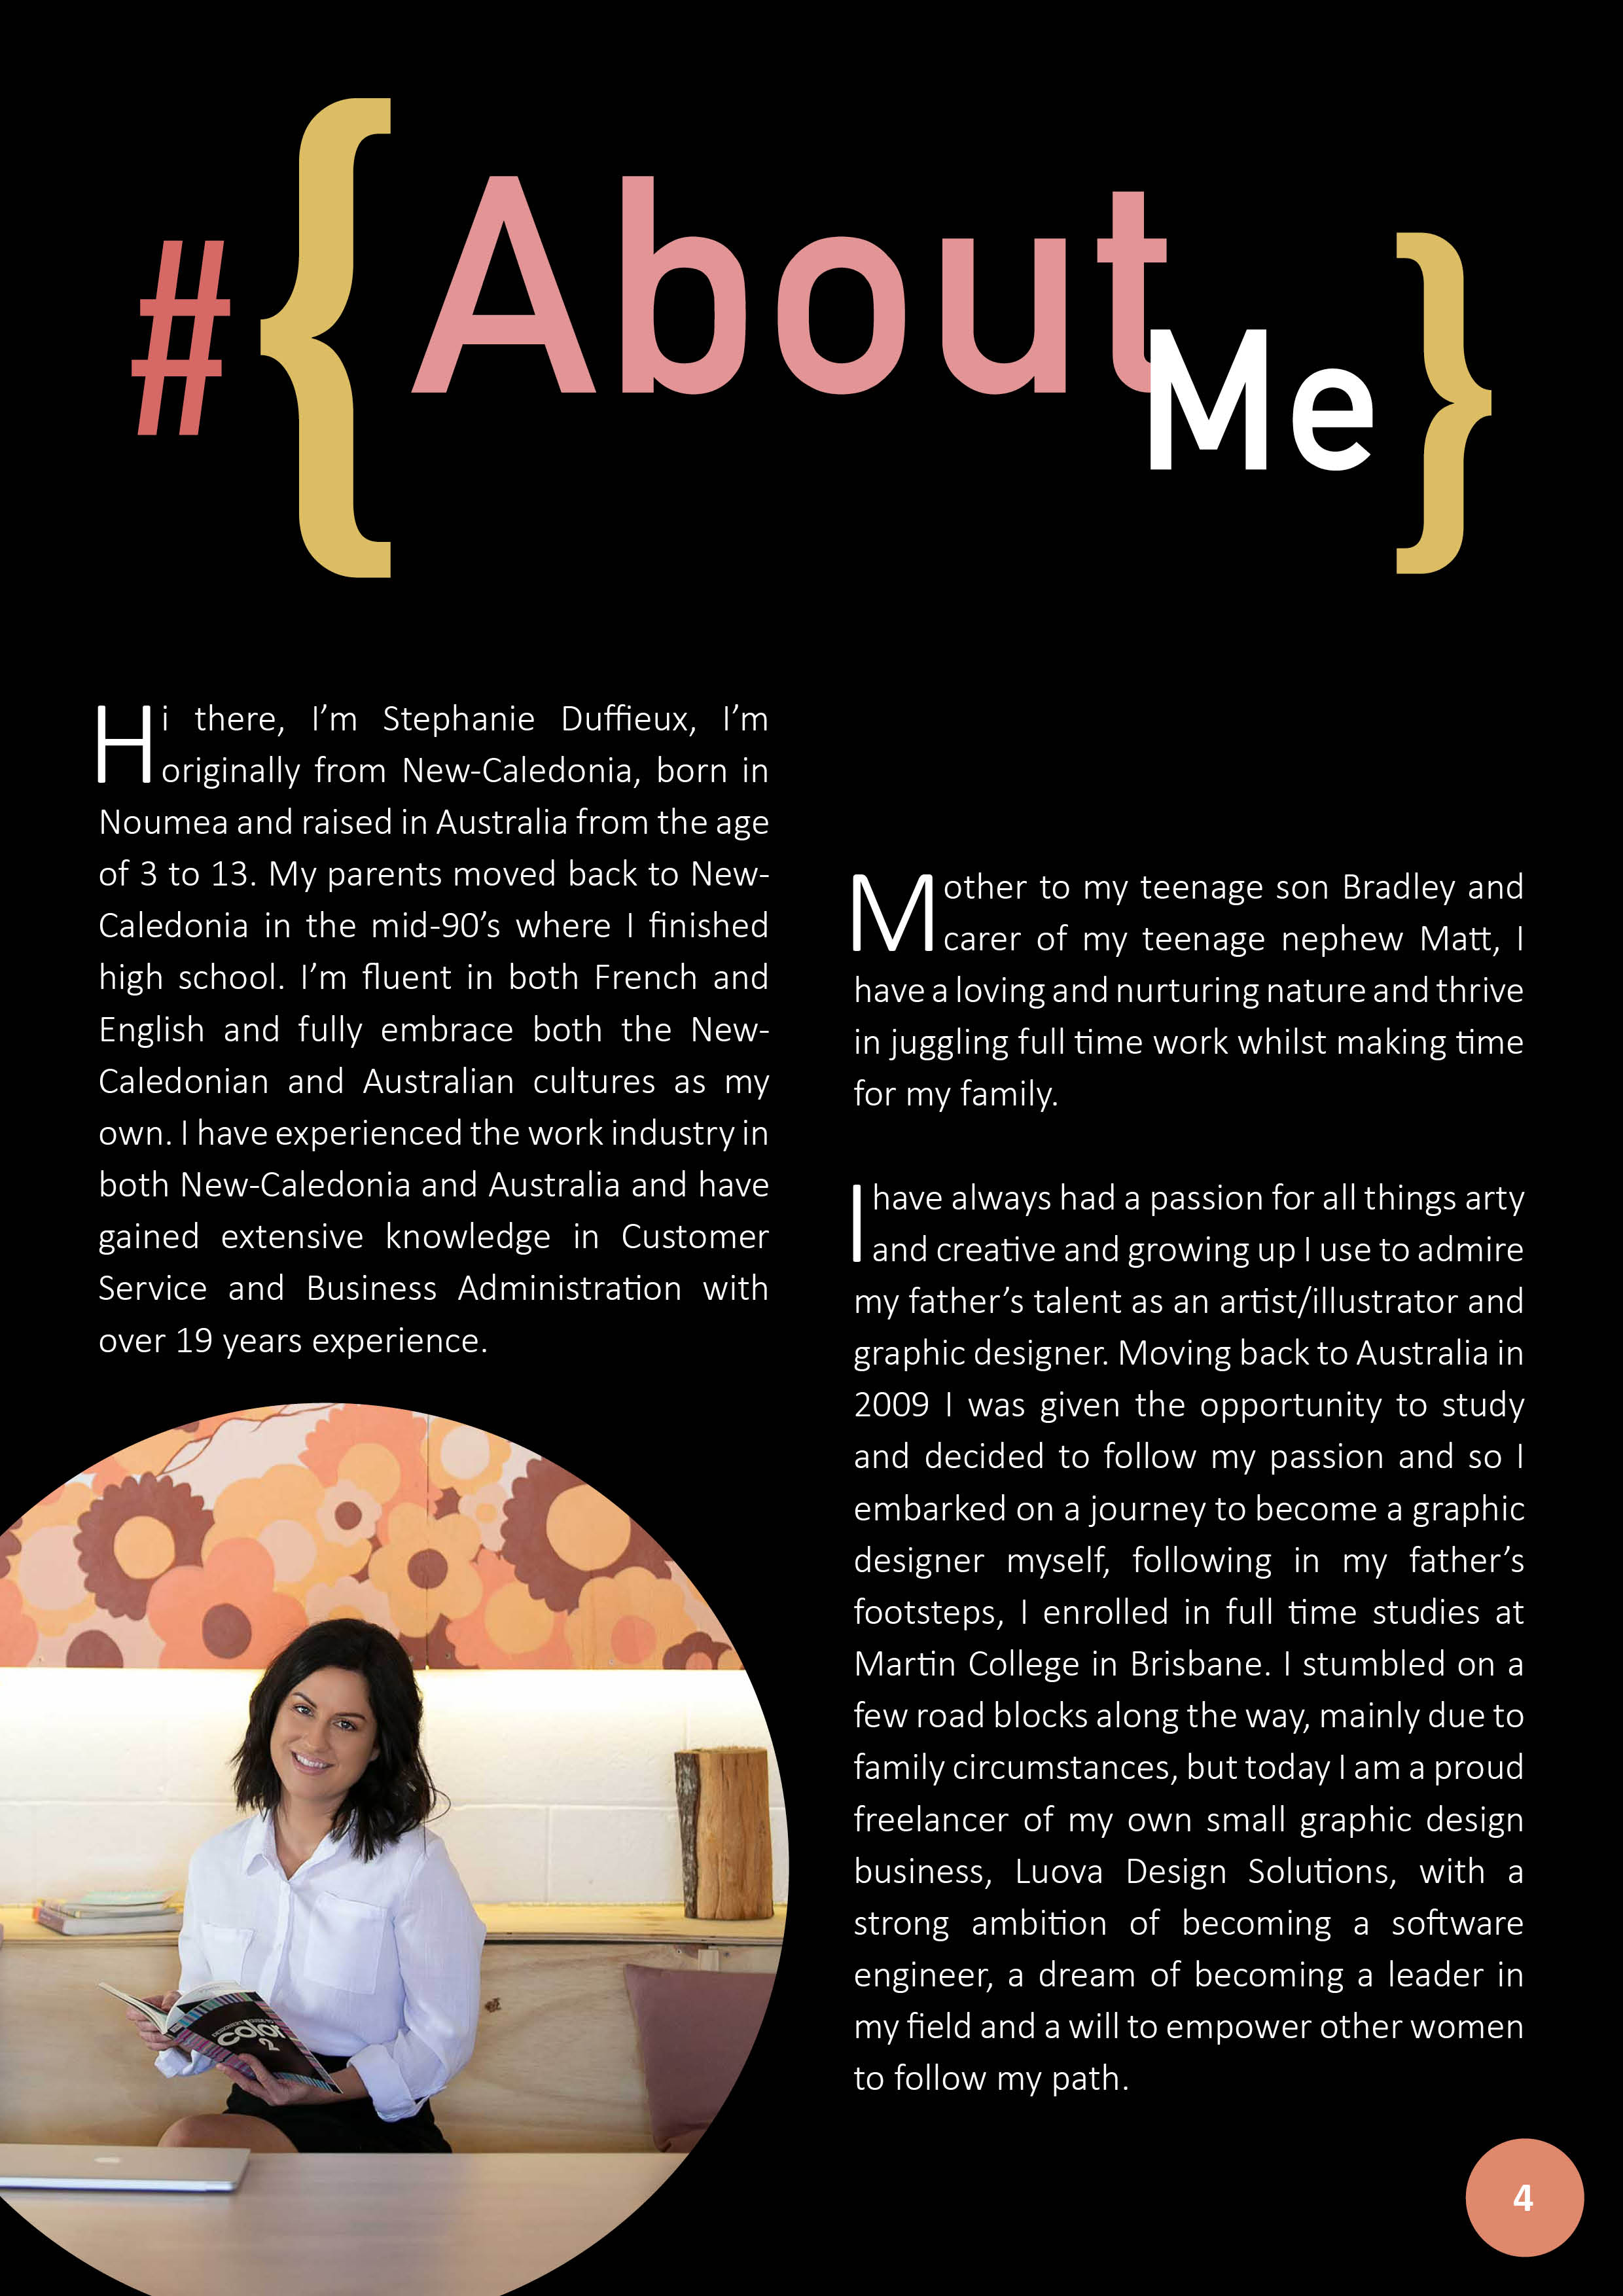 #{About
Me}
Hi there, I’m Stephanie Duffieux, I’m
originally from New-Caledonia, born in
Noumea and raised in Australia from the age
of 3 to 13. My parents moved back to New-
Caledonia in the mid-90’s where I finished
high school. I’m fluent in both French and
English and fully embrace both the New-
Caledonian and Australian cultures as my
own. I have experienced the work industry in
both New-Caledonia and Australia and have
gained extensive knowledge in Customer
Service and Business Administration with
over 19 years experience.
Mother to my teenage son Bradley and
carer of my teenage nephew Matt, I
have a loving and nurturing nature and thrive
in juggling full time work whilst making time
for my family.
I have always had a passion for all things arty
and creative and growing up I use to admire
my father’s talent as an artist/illustrator and
graphic designer. Moving back to Australia in
2009 I was given the opportunity to study
and decided to follow my passion and so I
embarked on a journey to become a graphic
designer myself, following in my father’s
footsteps, I enrolled in full time studies at
Martin College in Brisbane. I stumbled on a
few road blocks along the way, mainly due to
family circumstances, but today I am a proud
freelancer of my own small graphic design
business, Luova Design Solutions, with a
strong ambition of becoming a software
engineer, a dream of becoming a leader in
my field and a will to empower other women
to follow my path.
color
2
4